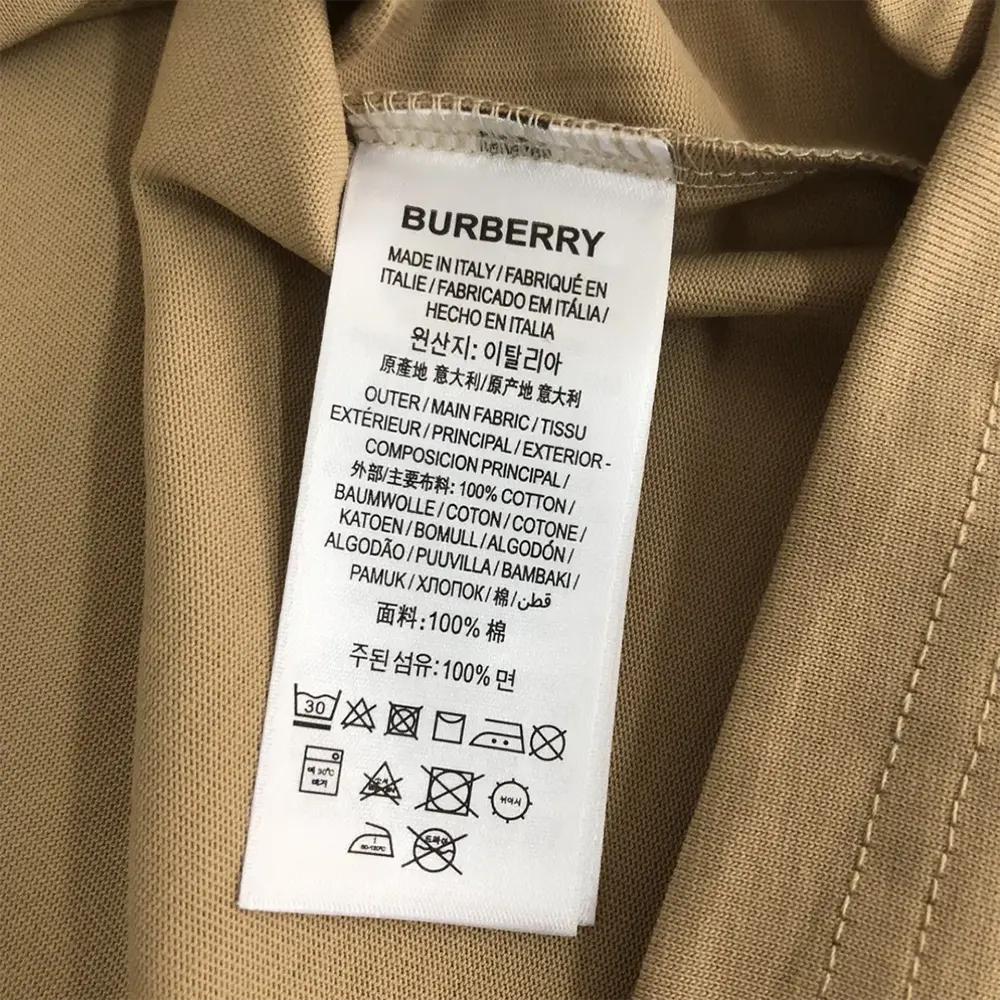 BURBERRY
MADE IN ITALY / FABRIQUÉ EN
ITALIE / FABRICADO EM ITÁLIA /
HECHO EN ITALIA
원산지: 이탈리아
原產地 意大利/原产地 意大利
OUTER / MAIN FABRIC / TISSU
EXTÉRIEUR / PRINCIPAL / EXTERIOR -
COMPOSICION PRINCIPAL /
外部/主要布料: 100% COTTON /
BAUMWOLLE / COTON / COTONE /
KATOEN / BOMULL / ALGODÓN /
ALGODÃO / PUUVILLA / BAMBAKI /
PAMUK / ХЛОПОК / 棉 / قطن
面料: 100% 棉
주된 섬유: 100% 면
30